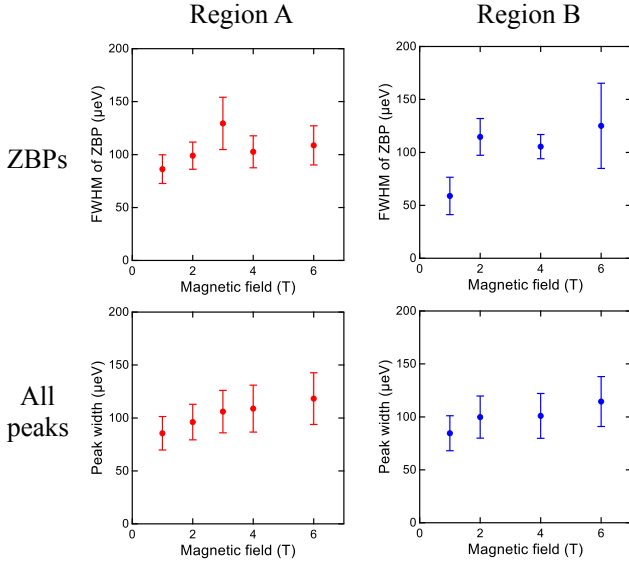 Region A
Region B
ZBPs
FWHM of ZBP (μeV)
200
150
100
50
0
0 2 4 6
Magnetic field (T)
FWHM of ZBP (μeV)
200
150
100
50
0
0 2 4 6
Magnetic field (T)
All
peaks
Peak width (μeV)
200
150
100
50
0
0 2 4 6
Magnetic field (T)
Peak width (μeV)
200
150
100
50
0
0 2 4 6
Magnetic field (T)